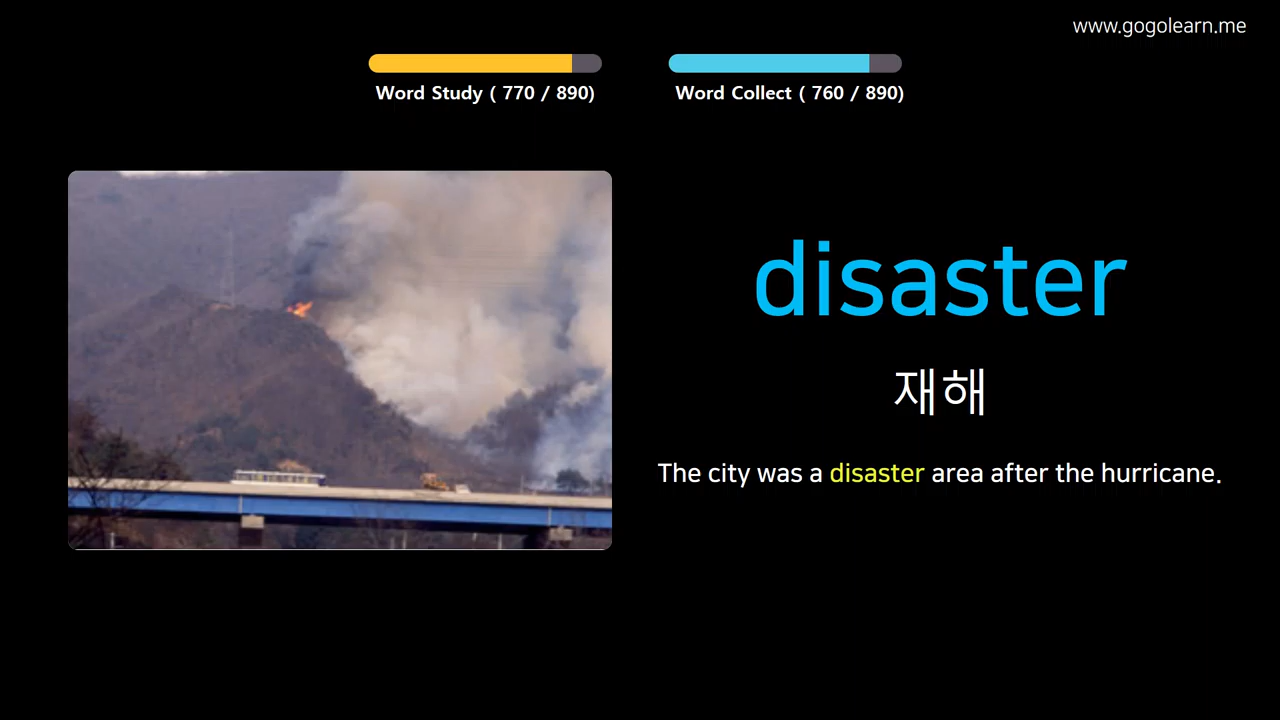 www.gogolearn.me
Word Study ( 770 / 890)
Word Collect ( 760 / 890)
disaster
재해
The city was a disaster area after the hurricane.